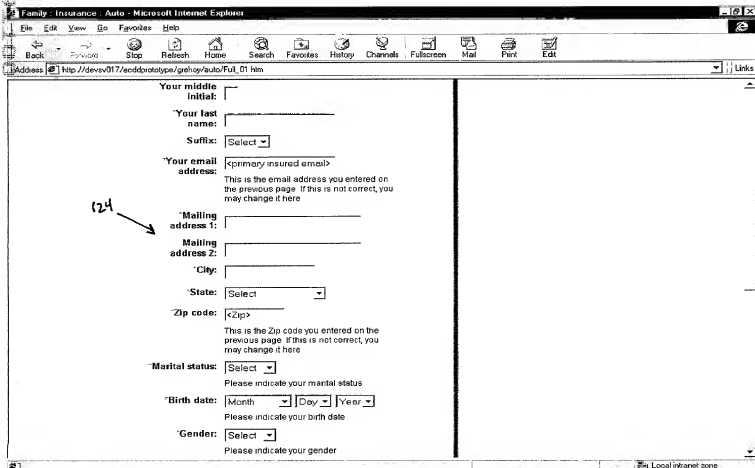 Family : Insurance : Auto - Microsoft Internet Explorer
File Edit View Go Favorites Help
Back Forward Stop Refresh Home Search Favorites History Channels Fullscreen Mail Print Edit
Address http //devsv017/ecddprototype/grehoy/auto/Full_01 htm Links
Your middle
initial:
*Your last
name:
Suffix: Select
*Your email
address: <primary insured email>
This is the email address you entered on
the previous page If this is not correct, you
may change it here
124
*Mailing
address 1:
Mailing
address 2:
*City:
*State: Select
*Zip code: <Zip>
This is the Zip code you entered on the
previous page If this is not correct, you
may change it here
*Marital status: Select
Please indicate your marital status
*Birth date: Month Day Year
Please indicate your birth date
*Gender: Select
Please indicate your gender
Local intranet zone